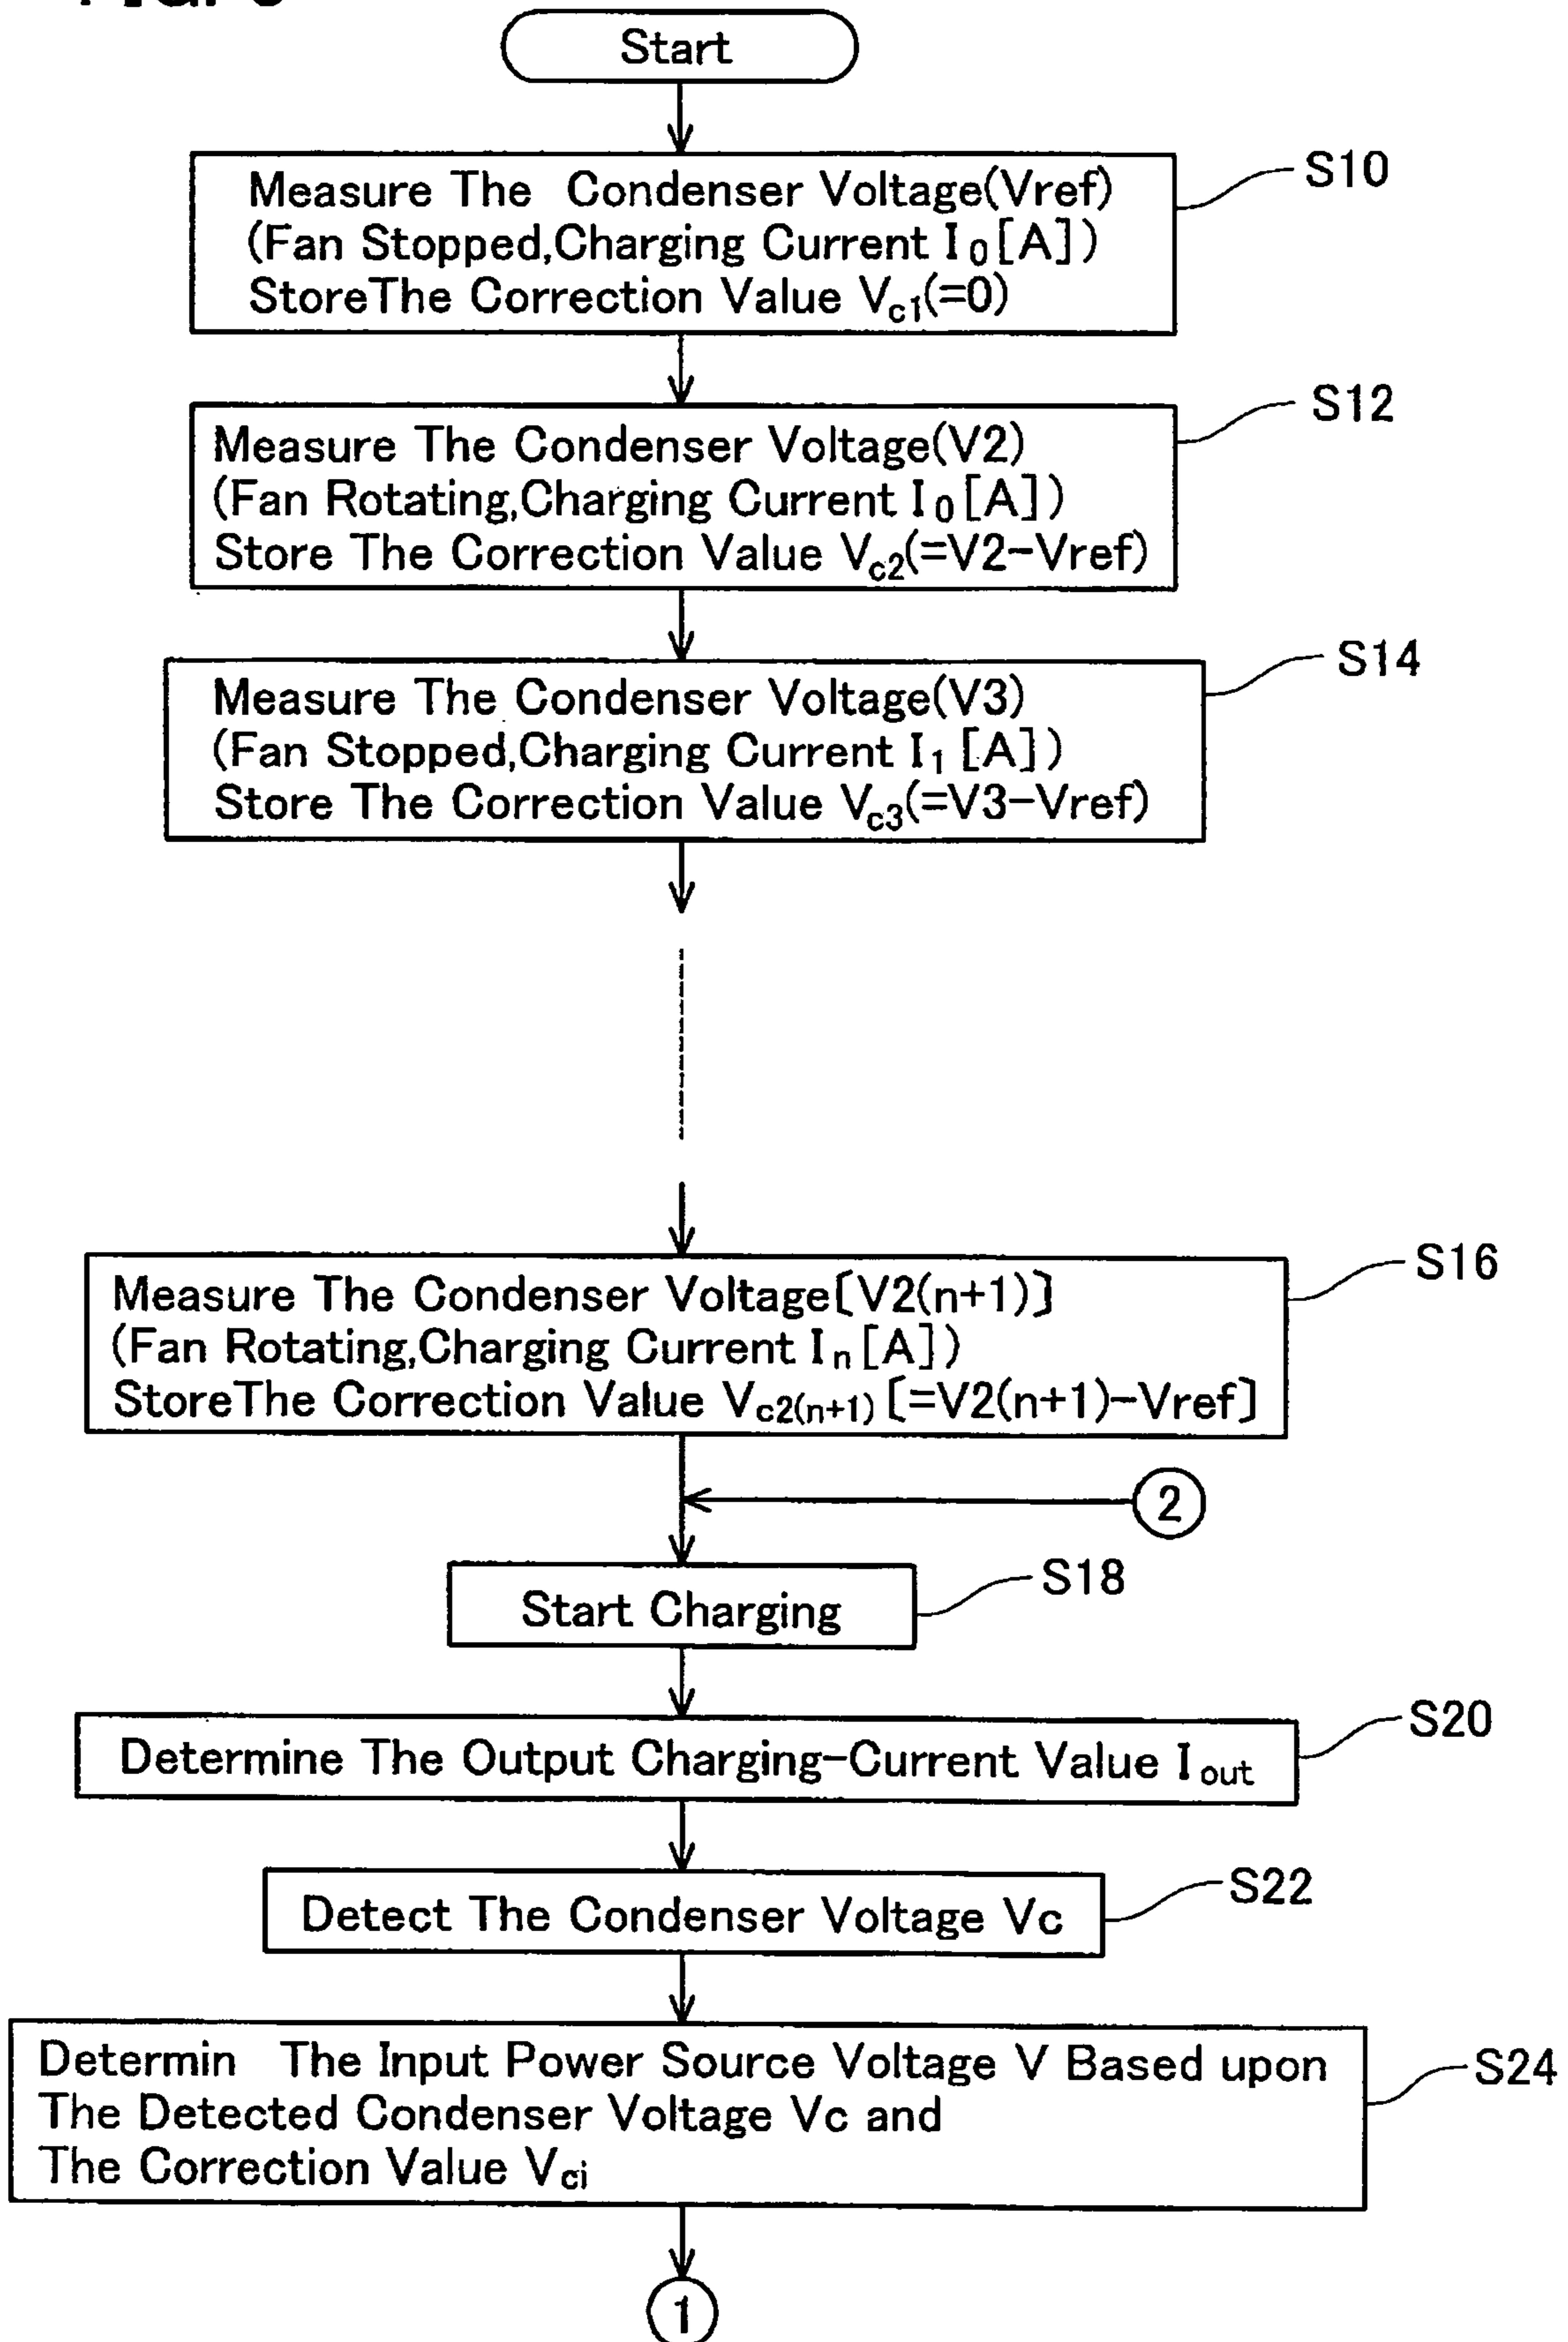 Start
Measure The Condenser Voltage(Vref)
(Fan Stopped,Charging Current I0[A])
StoreThe Correction Value Vc1(=0)
S10
Measure The Condenser Voltage(V2)
(Fan Rotating,Charging Current I0[A])
Store The Correction Value Vc2(=V2-Vref)
S12
Measure The Condenser Voltage(V3)
(Fan Stopped,Charging Current I1[A])
Store The Correction Value Vc3(=V3-Vref)
S14
Measure The Condenser Voltage[V2(n+1)]
(Fan Rotating,Charging Current In[A])
StoreThe Correction Value Vc2(n+1)[=V2(n+1)-Vref]
S16
2
Start Charging
S18
Determine The Output Charging-Current Value Iout
S20
Detect The Condenser Voltage Vc
S22
Determin The Input Power Source Voltage V Based upon
The Detected Condenser Voltage Vc and
The Correction Value Vci
S24
1